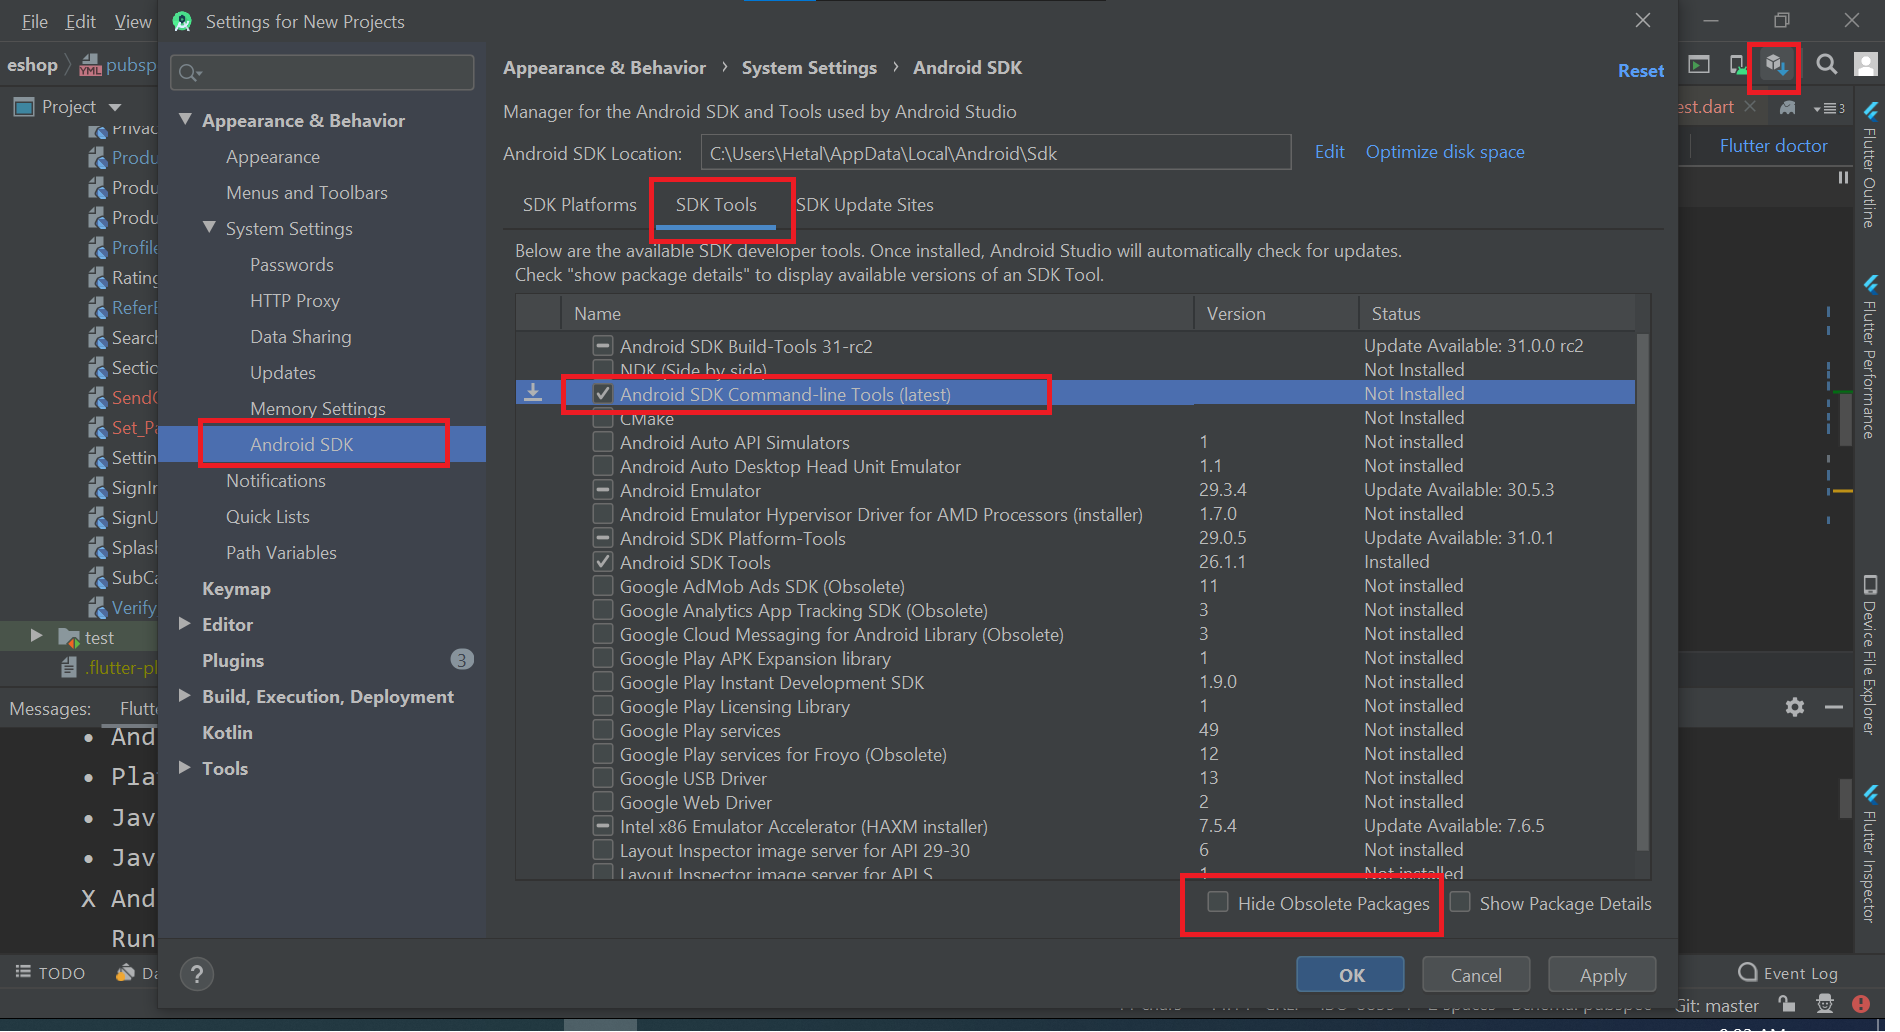 File Edit View
Settings for New Projects
eshop
pubsp
Project
Privac
Produ
Produ
Produ
Profile
Rating
ReferE
Search
Sectio
Set_Pa
Settin
SignIn
SignU
Splash
SubCa
Verify
test
.flutter-pl
Messages: Flutt
And
Pla
Jav
Jav
X And
Run
TODO
Da
Appearance & Behavior
Appearance
Menus and Toolbars
System Settings
Passwords
HTTP Proxy
Data Sharing
Updates
Memory Settings
Android SDK
Notifications
Quick Lists
Path Variables
Keymap
Editor
Plugins 3
Build, Execution, Deployment
Kotlin
Tools
?
Appearance & Behavior › System Settings › Android SDK
Reset
Manager for the Android SDK and Tools used by Android Studio
Android SDK Location: C:\Users\Hetal\AppData\Local\Android\Sdk Edit Optimize disk space
SDK Platforms SDK Tools SDK Update Sites
Below are the available SDK developer tools. Once installed, Android Studio will automatically check for updates.
Check "show package details" to display available versions of an SDK Tool.
Name Version Status
Android SDK Build-Tools 31-rc2 Update Available: 31.0.0 rc2
NDK (Side by side) Not Installed
Android SDK Command-line Tools (latest) Not Installed
CMake Not Installed
Android Auto API Simulators 1 Not installed
Android Auto Desktop Head Unit Emulator 1.1 Not installed
Android Emulator 29.3.4 Update Available: 30.5.3
Android Emulator Hypervisor Driver for AMD Processors (installer) 1.7.0 Not installed
Android SDK Platform-Tools 29.0.5 Update Available: 31.0.1
Android SDK Tools 26.1.1 Installed
Google AdMob Ads SDK (Obsolete) 11 Not installed
Google Analytics App Tracking SDK (Obsolete) 3 Not installed
Google Cloud Messaging for Android Library (Obsolete) 3 Not installed
Google Play APK Expansion library 1 Not installed
Google Play Instant Development SDK 1.9.0 Not installed
Google Play Licensing Library 1 Not installed
Google Play services 49 Not installed
Google Play services for Froyo (Obsolete) 12 Not installed
Google USB Driver 13 Not installed
Google Web Driver 2 Not installed
Intel x86 Emulator Accelerator (HAXM installer) 7.5.4 Update Available: 7.6.5
Layout Inspector image server for API 29-30 6 Not installed
Layout Inspector image server for API S 1 Not installed
Hide Obsolete Packages Show Package Details
OK Cancel Apply
est.dart
3
Flutter doctor
Flutter Outline
Flutter Performance
Device File Explorer
Flutter Inspector
Event Log
Git: master